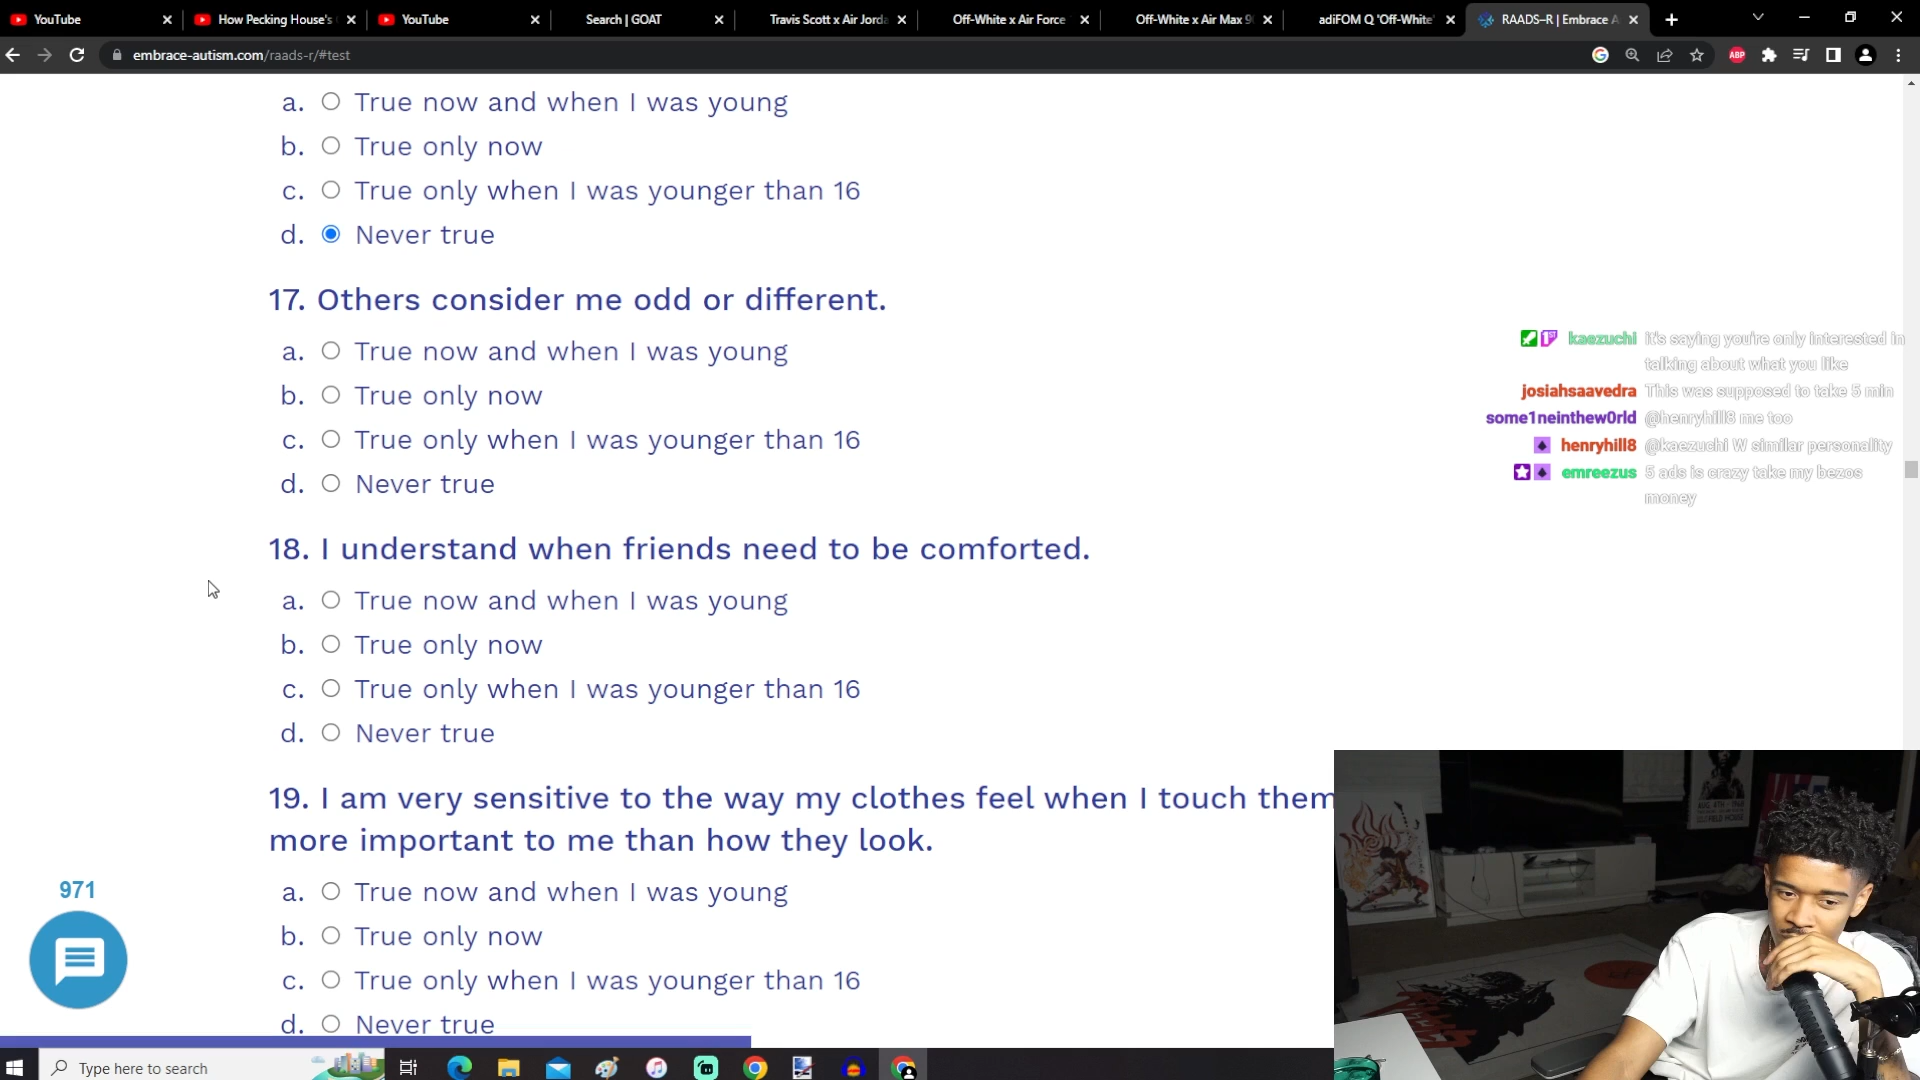 YouTube
How Pecking House's
YouTube
Search | GOAT
Travis Scott x Air Jorda
Off-White x Air Force
Off-White x Air Max 9
adiFOM Q 'Off-White'
RAADS–R | Embrace A
embrace-autism.com/raads-r/#test
ABP
a. True now and when I was young
b. True only now
c. True only when I was younger than 16
d. Never true
17. Others consider me odd or different.
a. True now and when I was young
b. True only now
c. True only when I was younger than 16
d. Never true
18. I understand when friends need to be comforted.
a. True now and when I was young
b. True only now
c. True only when I was younger than 16
d. Never true
19. I am very sensitive to the way my clothes feel when I touch them
more important to me than how they look.
a. True now and when I was young
b. True only now
c. True only when I was younger than 16
d. Never true
kaezuchi it's saying you're only interested in
talking about what you like
josiahsaavedra This was supposed to take 5 min
some1neinthew0rld @henryhill8 me too
henryhill8 @kaezuchi W similar personality
emreezus 5 ads is crazy take my bezos
money
971
Type here to search